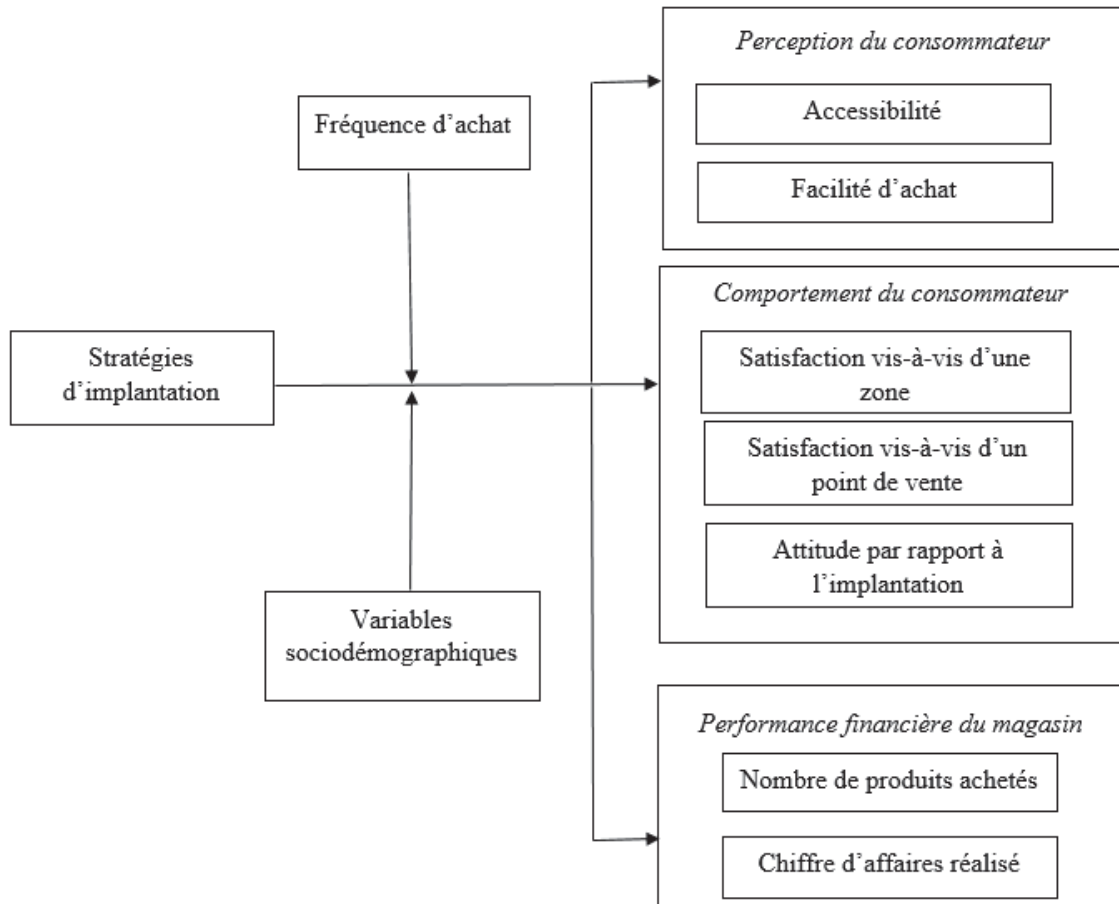 Perception du consommateur
Accessibilité
Facilité d'achat
Fréquence d'achat
Comportement du consommateur
Satisfaction vis-à-vis d'une
zone
Satisfaction vis-à-vis d'un
point de vente
Attitude par rapport à
l'implantation
Stratégies
d'implantation
Variables
sociodémographiques
Performance financière du magasin
Nombre de produits achetés
Chiffre d'affaires réalisé